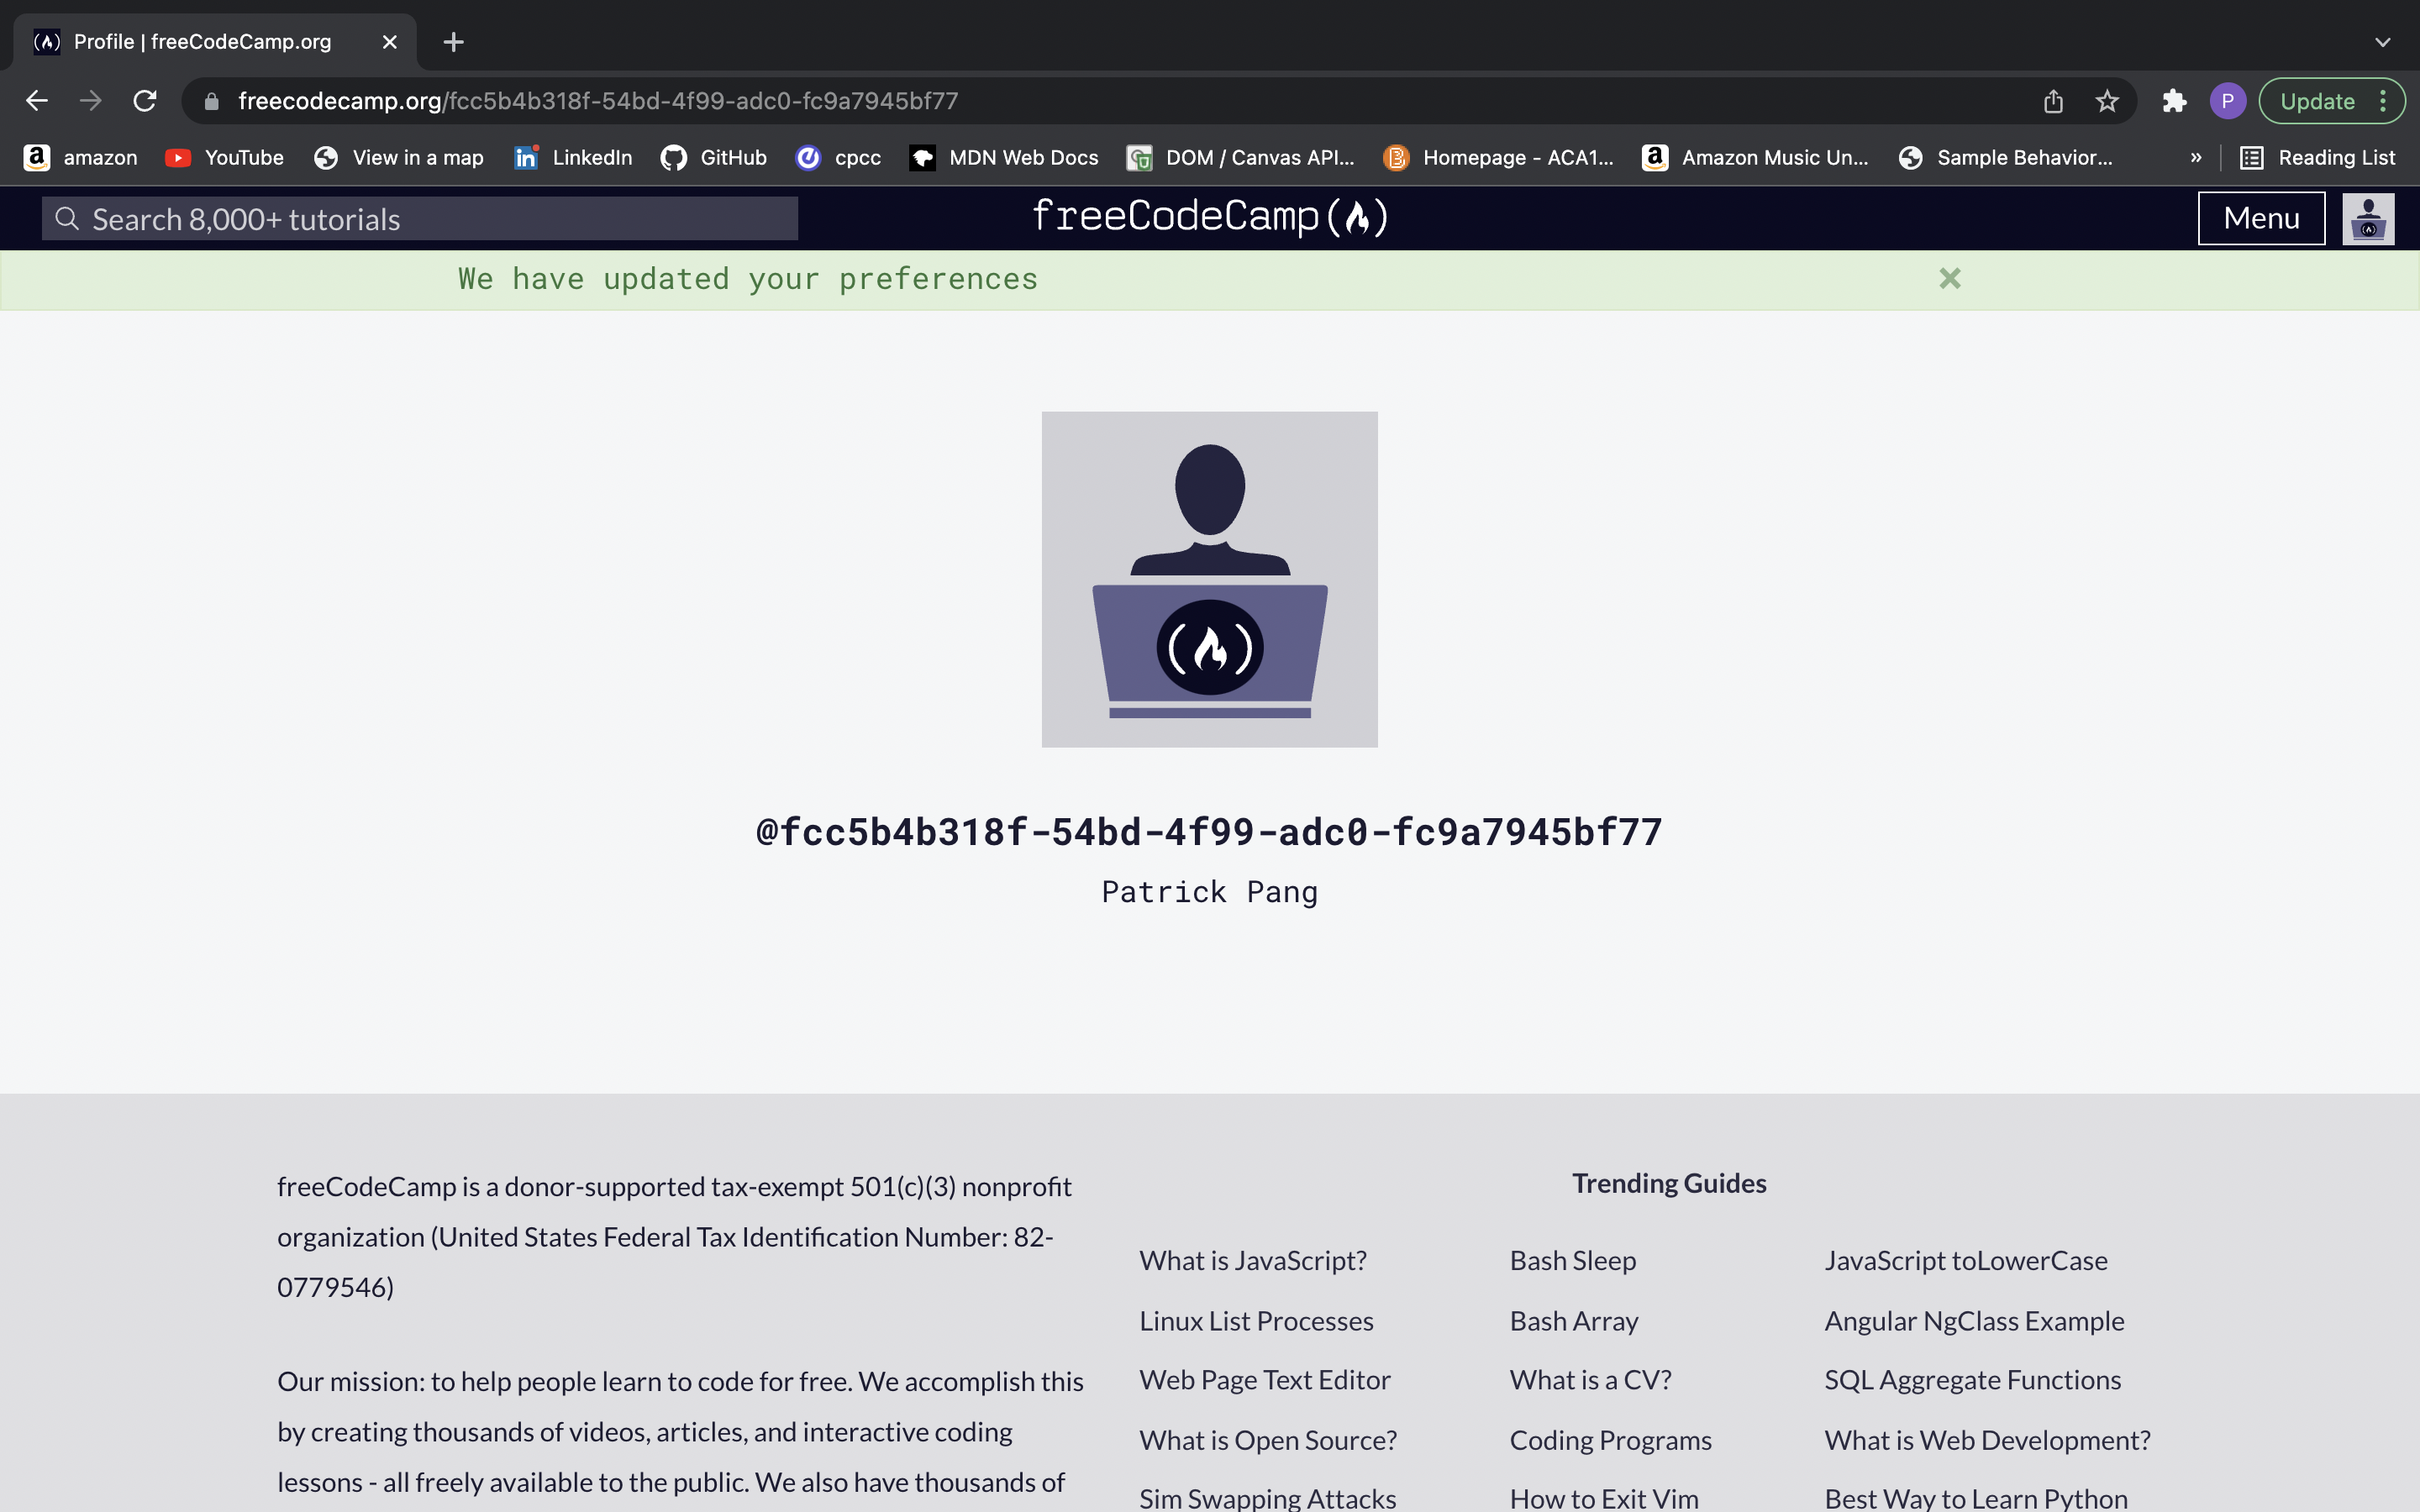 Profile | freeCodeCamp.org
freecodecamp.org/fcc5b4b318f-54bd-4f99-adc0-fc9a7945bf77
P
Update
amazon YouTube View in a map LinkedIn GitHub cpcc MDN Web Docs DOM / Canvas API... Homepage - ACA1... Amazon Music Un... Sample Behavior... » Reading List
Search 8,000+ tutorials
freeCodeCamp
Menu
We have updated your preferences
@fcc5b4b318f-54bd-4f99-adc0-fc9a7945bf77
Patrick Pang
freeCodeCamp is a donor-supported tax-exempt 501(c)(3) nonprofit
organization (United States Federal Tax Identification Number: 82-
0779546)
Our mission: to help people learn to code for free. We accomplish this
by creating thousands of videos, articles, and interactive coding
lessons - all freely available to the public. We also have thousands of
Trending Guides
What is JavaScript?
Linux List Processes
Web Page Text Editor
What is Open Source?
Sim Swapping Attacks
Bash Sleep
Bash Array
What is a CV?
Coding Programs
How to Exit Vim
JavaScript toLowerCase
Angular NgClass Example
SQL Aggregate Functions
What is Web Development?
Best Way to Learn Python